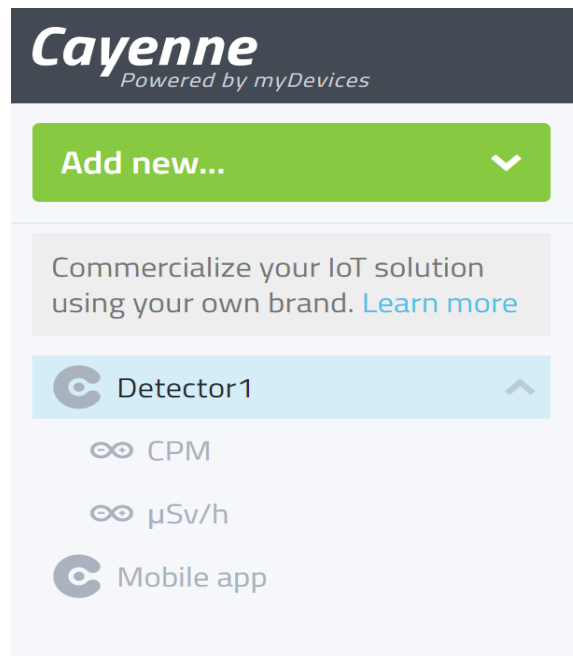 Cayenne
Powered by myDevices
Add new...
Commercialize your IoT solution
using your own brand. Learn more
Detector1
CPM
µSv/h
Mobile app